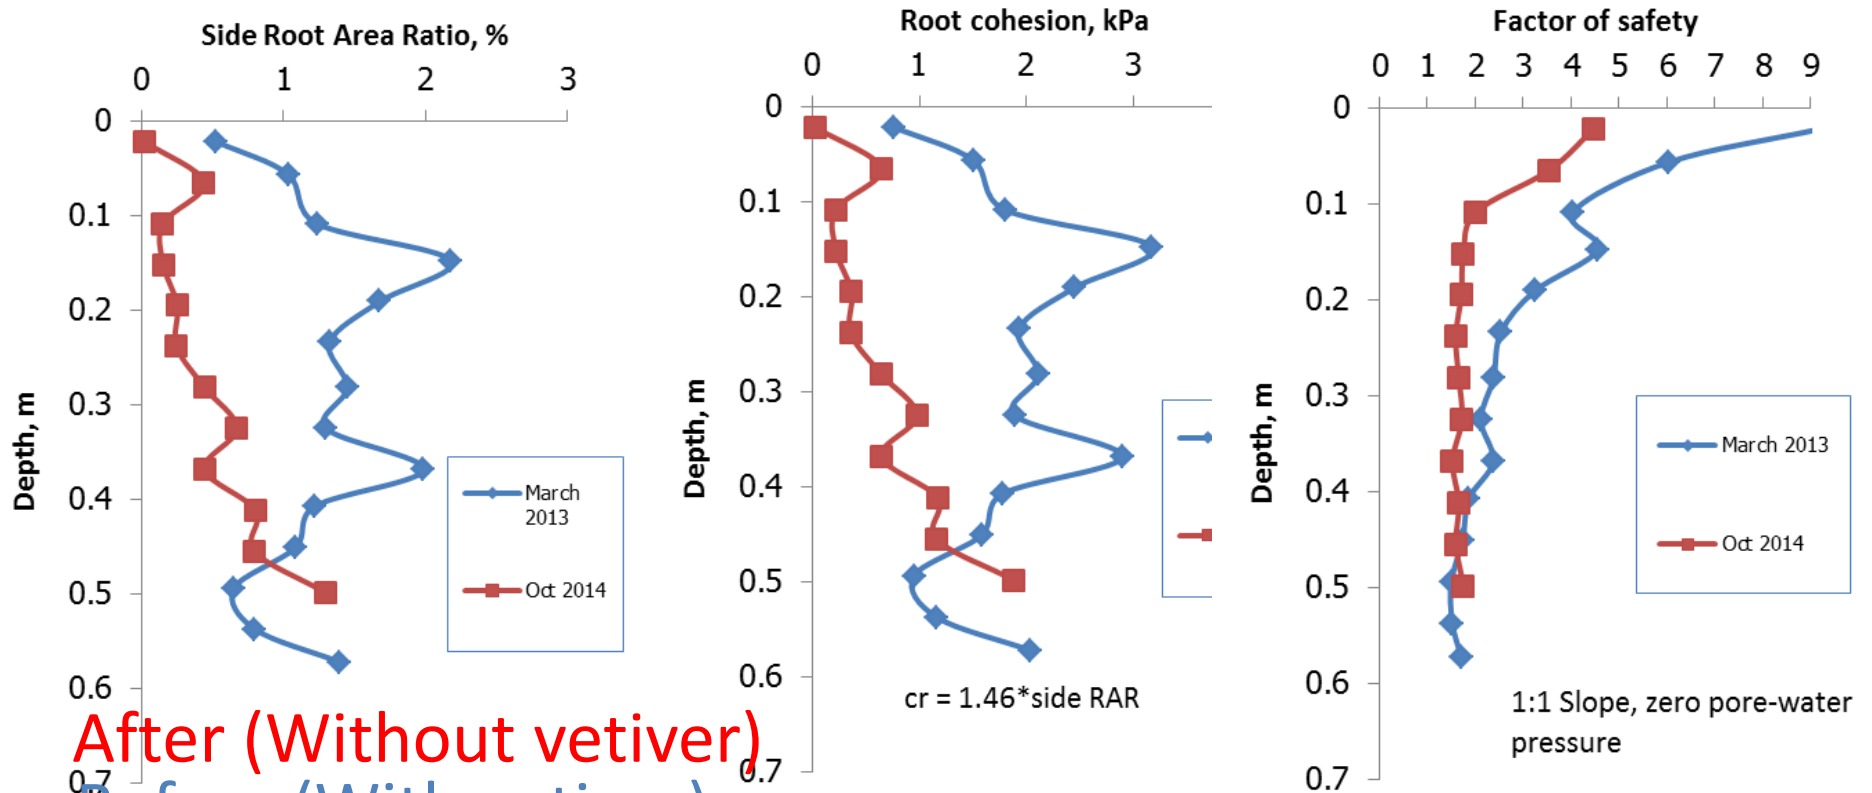 Side Root Area Ratio, %
0 1 2 3
0
0.1
0.2
0.3
0.4
0.5
0.6
0.7
Depth, m
March
2013
Oct 2014
After (Without vetiver)
Root cohesion, kPa
0 1 2 3
0
0.1
0.2
0.3
0.4
0.5
0.6
0.7
Depth, m
cr = 1.46*side RAR
Factor of safety
0 1 2 3 4 5 6 7 8 9
0
0.1
0.2
0.3
0.4
0.5
0.6
0.7
Depth, m
March 2013
Oct 2014
1:1 Slope, zero pore-water
pressure